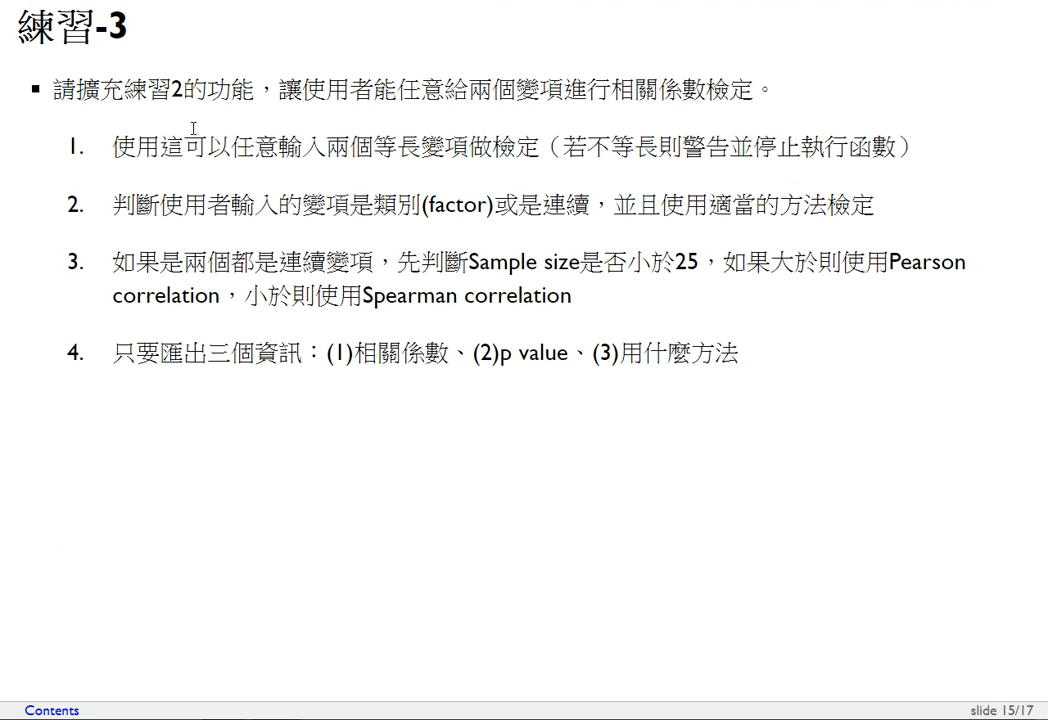 練習-3
▪ 請擴充練習2的功能，讓使用者能任意給兩個變項進行相關係數檢定。
1. 使用這可以任意輸入兩個等長變項做檢定（若不等長則警告並停止執行函數）
2. 判斷使用者輸入的變項是類別(factor)或是連續，並且使用適當的方法檢定
3. 如果是兩個都是連續變項，先判斷Sample size是否小於25，如果大於則使用Pearson
correlation，小於則使用Spearman correlation
4. 只要匯出三個資訊：(1)相關係數、(2)p value、(3)用什麼方法
Contents
slide 15/17